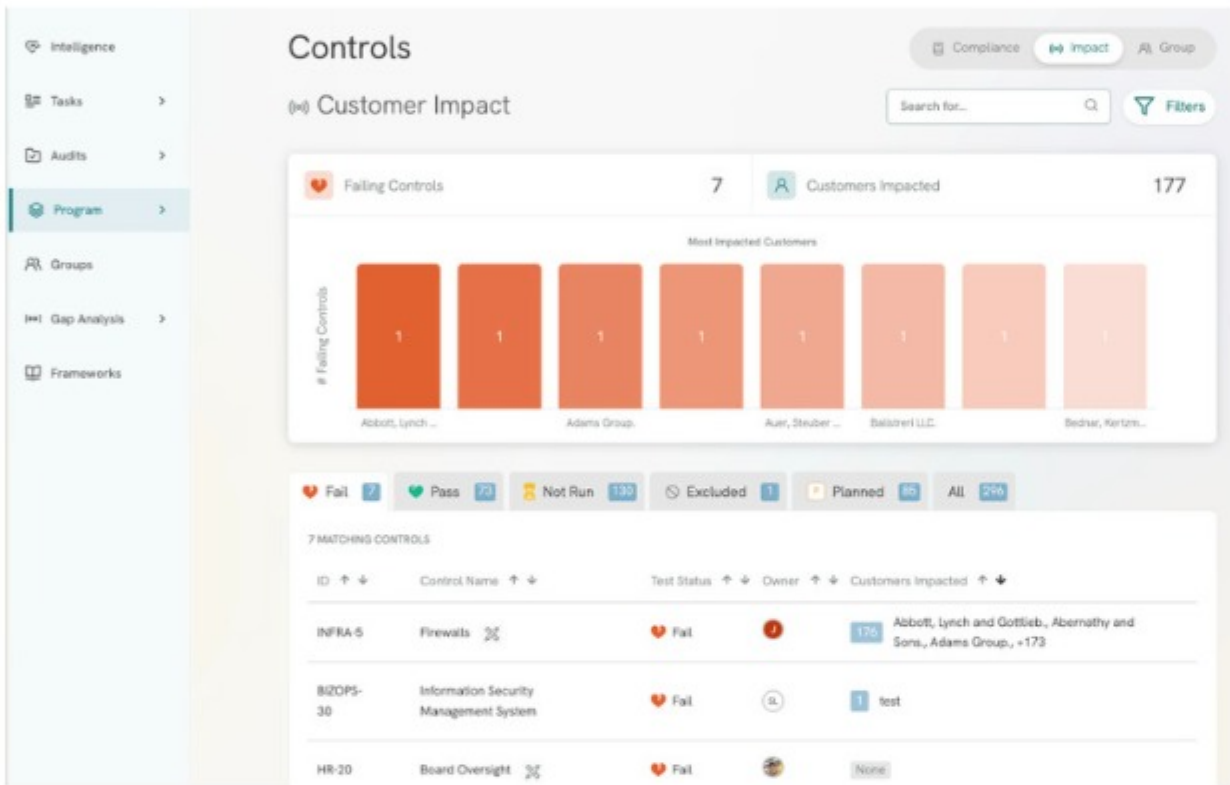 Intelligence
Tasks
Audits
Program
Groups
Gap Analysis
Frameworks
Controls
Compliance
Impact
Group
Customer Impact
Search for...
Filters
Failing Controls 7
Customers Impacted 177
Most Impacted Customers
# Failing Controls
1 1 1 1 1 1 1 1
Abbott, Lynch ... Adams Group. Auer, Steuber ... Balistreri LLC. Bednar, Kertzm...
Fail 7 Pass 73 Not Run 130 Excluded 1 Planned 85 All 296
7 MATCHING CONTROLS
ID Control Name Test Status Owner Customers Impacted
INFRA-5 Firewalls Fail J 176 Abbott, Lynch and Gottlieb., Abernathy and
Sons., Adams Group., +173
BIZOPS-
30
Information Security
Management System
Fail
1 test
HR-20 Board Oversight Fail None